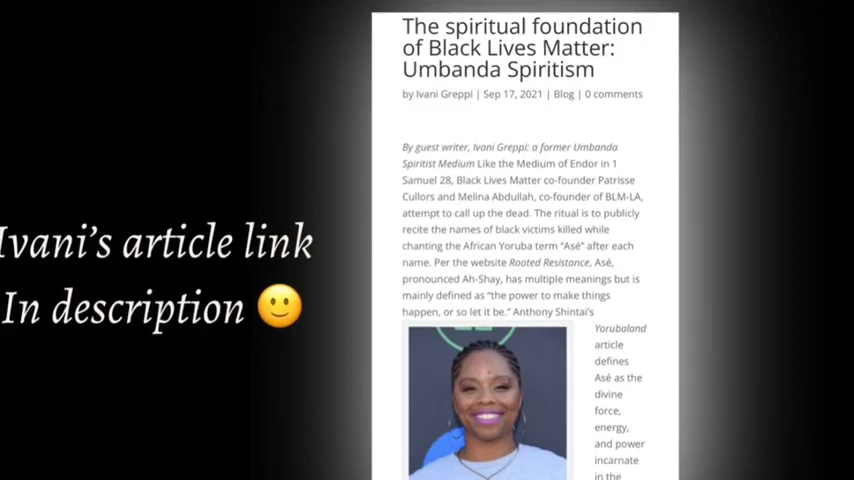 The spiritual foundation
of Black Lives Matter:
Umbanda Spiritism
by Ivani Greppi | Sep 17, 2021 | Blog | 0 comments
By guest writer, Ivani Greppi: a former Umbanda
Spiritist Medium Like the Medium of Endor in 1
Samuel 28, Black Lives Matter co-founder Patrisse
Cullors and Melina Abdullah, co-founder of BLM-LA,
attempt to call up the dead. The ritual is to publicly
recite the names of black victims killed while
chanting the African Yoruba term “Asé” after each
name. Per the website Rooted Resistance, Asé,
pronounced Ah-Shay, has multiple meanings but is
mainly defined as “the power to make things
happen, or so let it be.” Anthony Shintai’s
Yorubaland
article
defines
Asé as the
divine
force,
energy,
and power
incarnate
in the
Ivani’s article link
In description 🙂